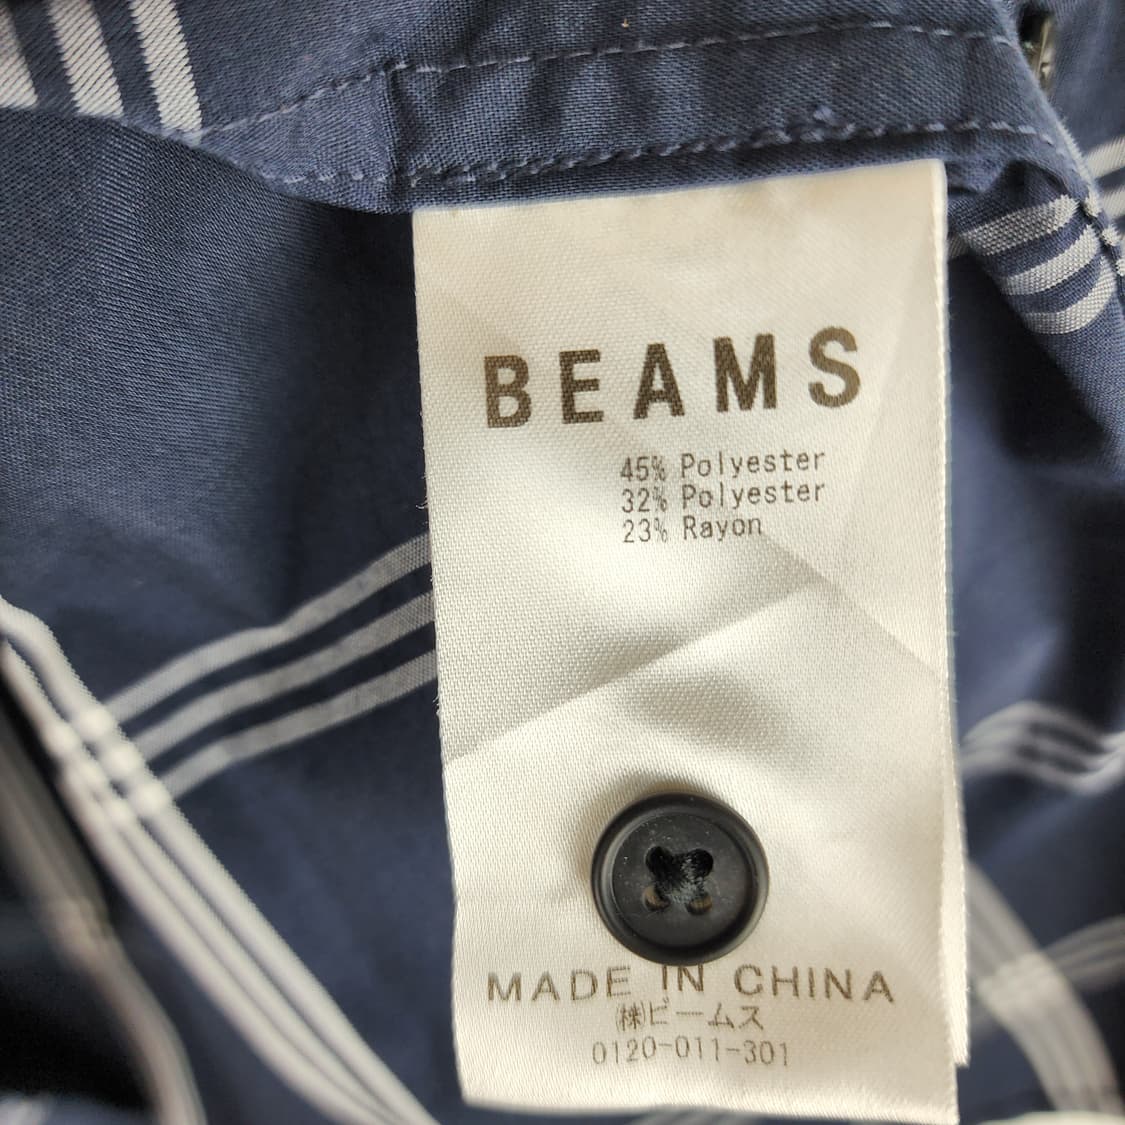 BEAMS
45% Polyester
32% Polyester
23% Rayon
MADE IN CHINA
㈱ビームス
0120-011-301